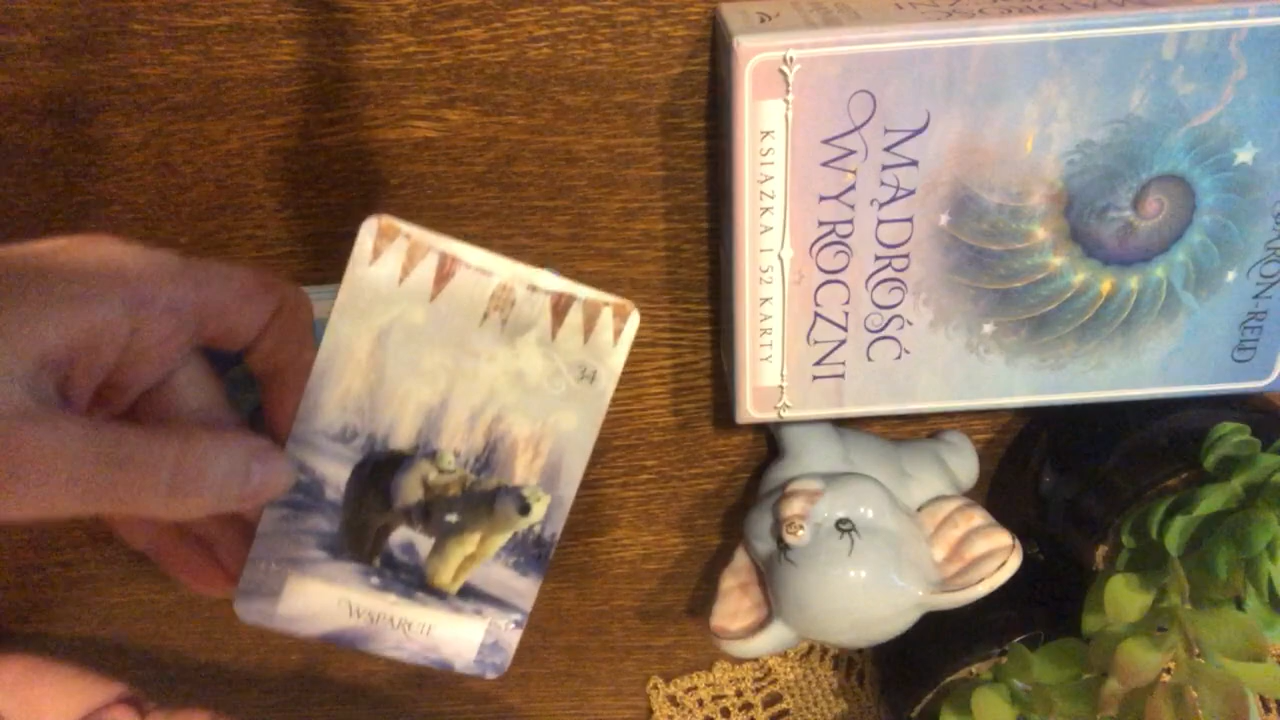 MĄDROŚĆ
WYROCZNI
KSIĄŻKA I 52 KARTY
34
WSPARCIE